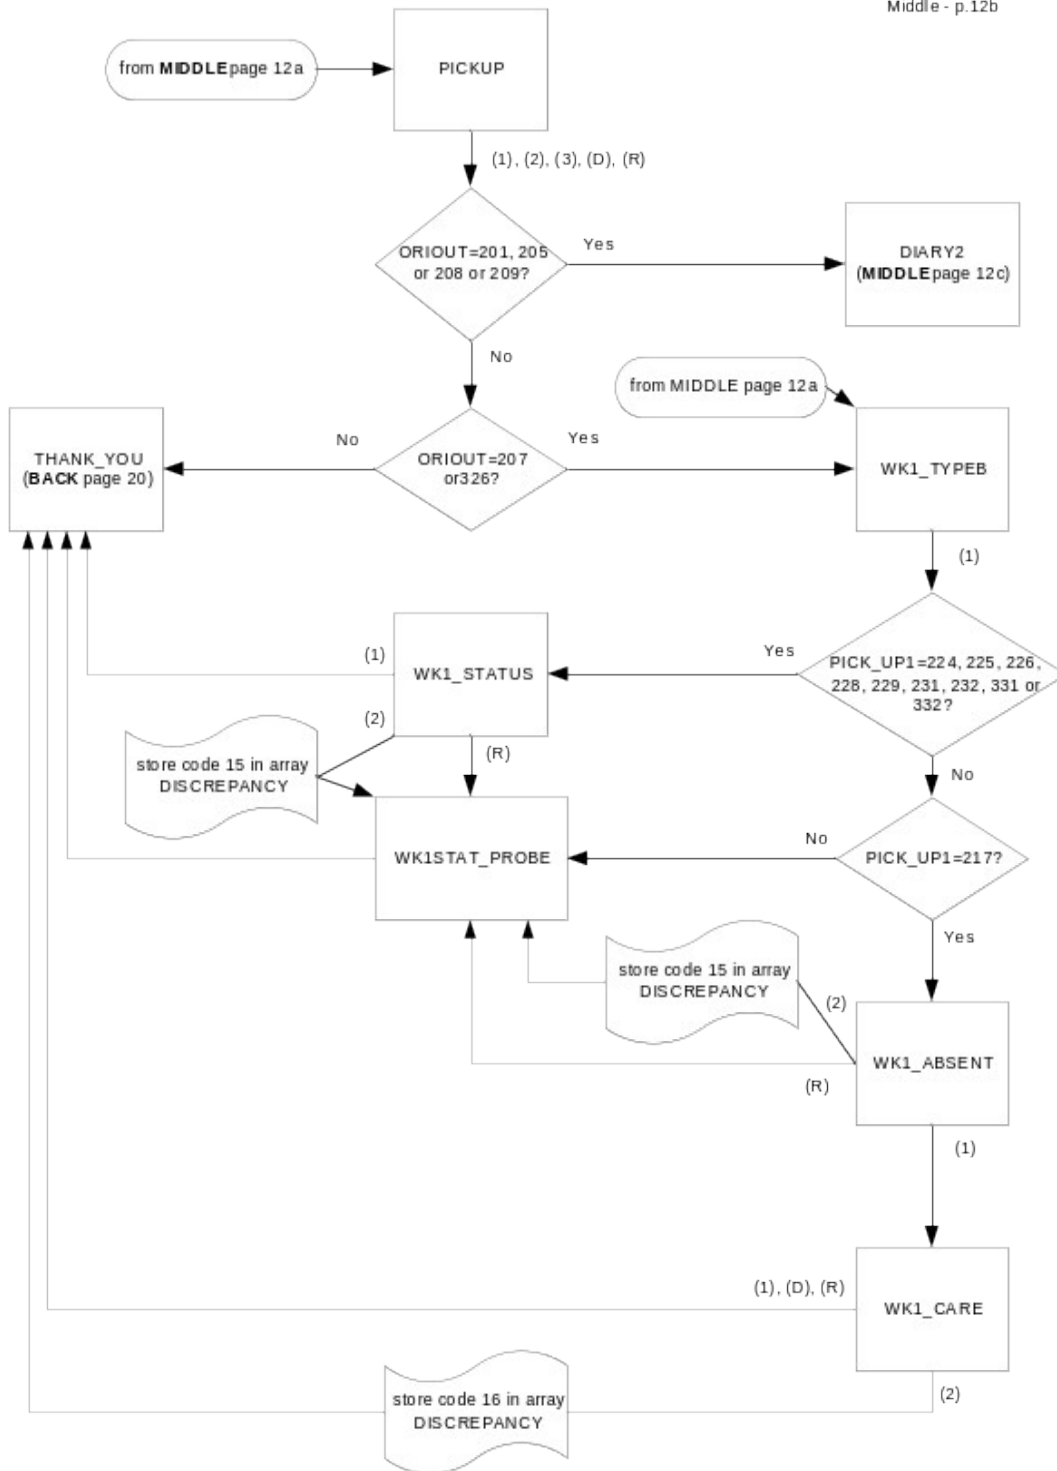 Middle - p.12b
from MIDDLE page 12a
PICKUP
(1), (2), (3), (D), (R)
ORIOUT=201, 205
or 208 or 209?
Yes
DIARY2
(MIDDLE page 12c)
No
from MIDDLE page 12a
THANK_YOU
(BACK page 20)
No
ORIOUT=207
or326?
Yes
WK1_TYPEB
(1)
(1)
WK1_STATUS
Yes
PICK_UP1=224, 225, 226,
228, 229, 231, 232, 331 or
332?
(2)
(R)
store code 15 in array
DISCREPANCY
No
WK1STAT_PROBE
No
PICK_UP1=217?
Yes
store code 15 in array
DISCREPANCY
(2)
WK1_ABSENT
(R)
(1)
(1), (D), (R)
WK1_CARE
(2)
store code 16 in array
DISCREPANCY